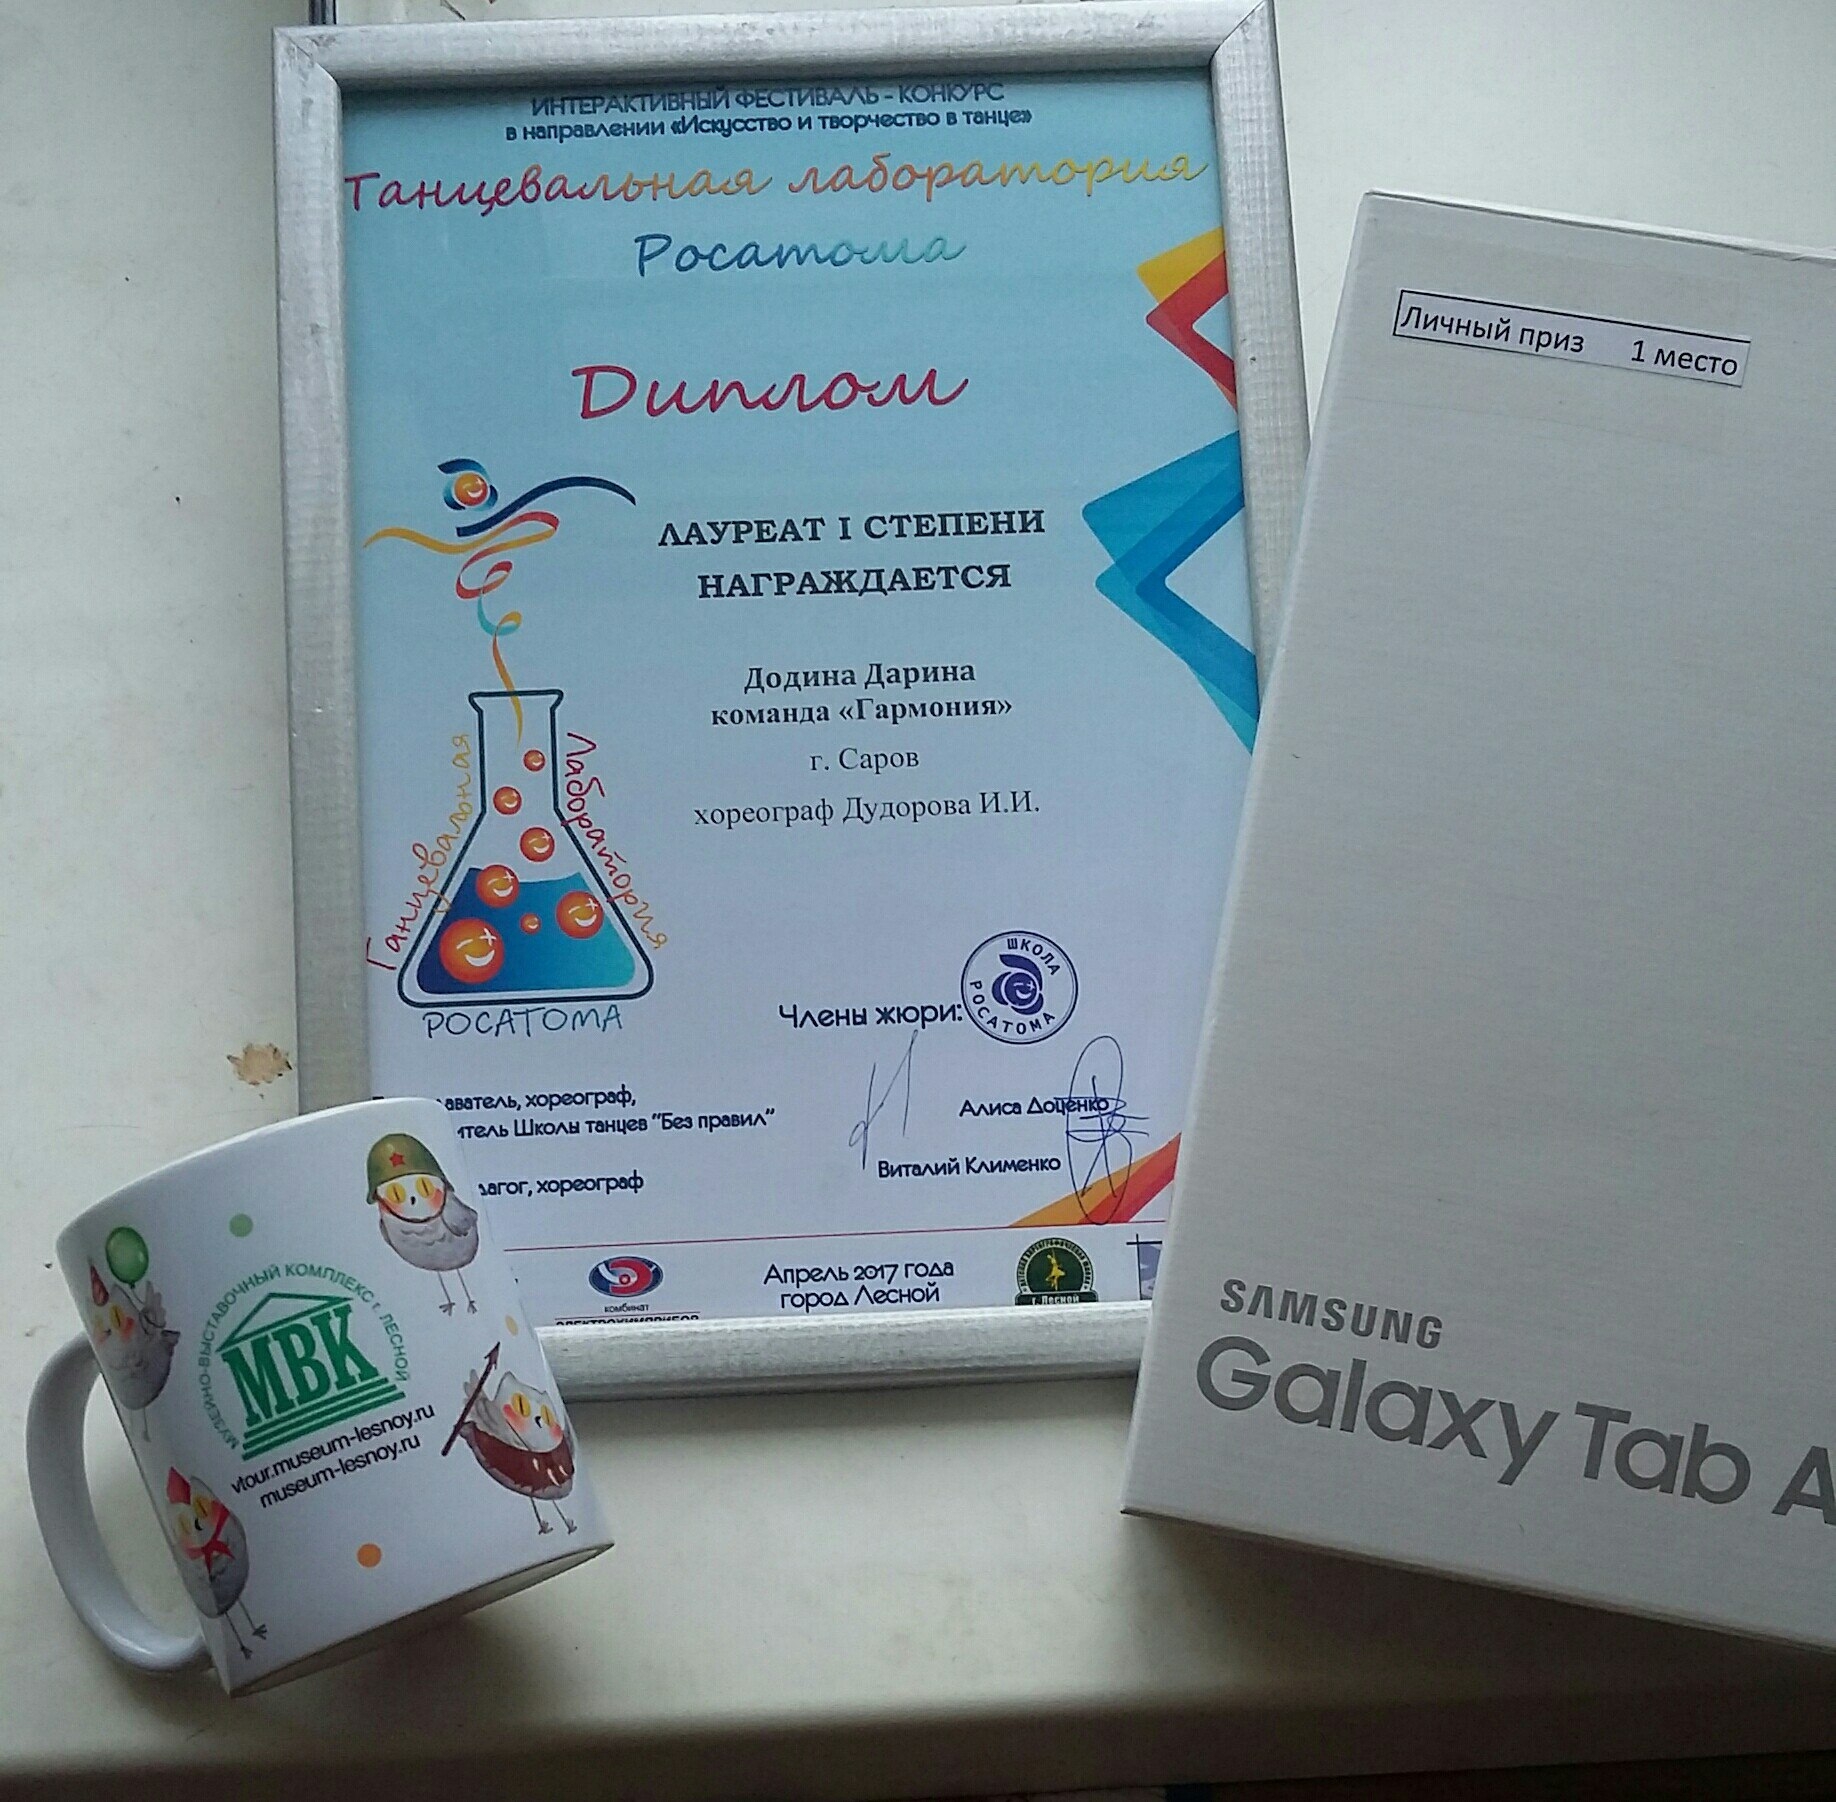 ИНТЕРАКТИВНЫЙ ФЕСТИВАЛЬ - КОНКУРС
в направлении «Искусство и творчество в танце»
Танцевальная лаборатория
Росатома
Диплом
ЛАУРЕАТ I СТЕПЕНИ
НАГРАЖДАЕТСЯ
Додина Дарина
команда «Гармония»
г. Саров
хореограф Дудорова И.И.
Танцевальная
Лаборатория
РОСАТОМА
Члены жюри:
ШКОЛА
РОСАТОМА
хореограф,
Школы танцев "Без правил"
Алиса Доценко
хореограф
Виталий Клименко
комбинат
Апрель 2017 года
город Лесной
г. Лесной
МУЗЕЙНО-ВЫСТАВОЧНЫЙ КОМПЛЕКС г. ЛЕСНОЙ
МВК
vtour.museum-lesnoy.ru
museum-lesnoy.ru
Личный приз 1 место
SAMSUNG
Galaxy Tab A